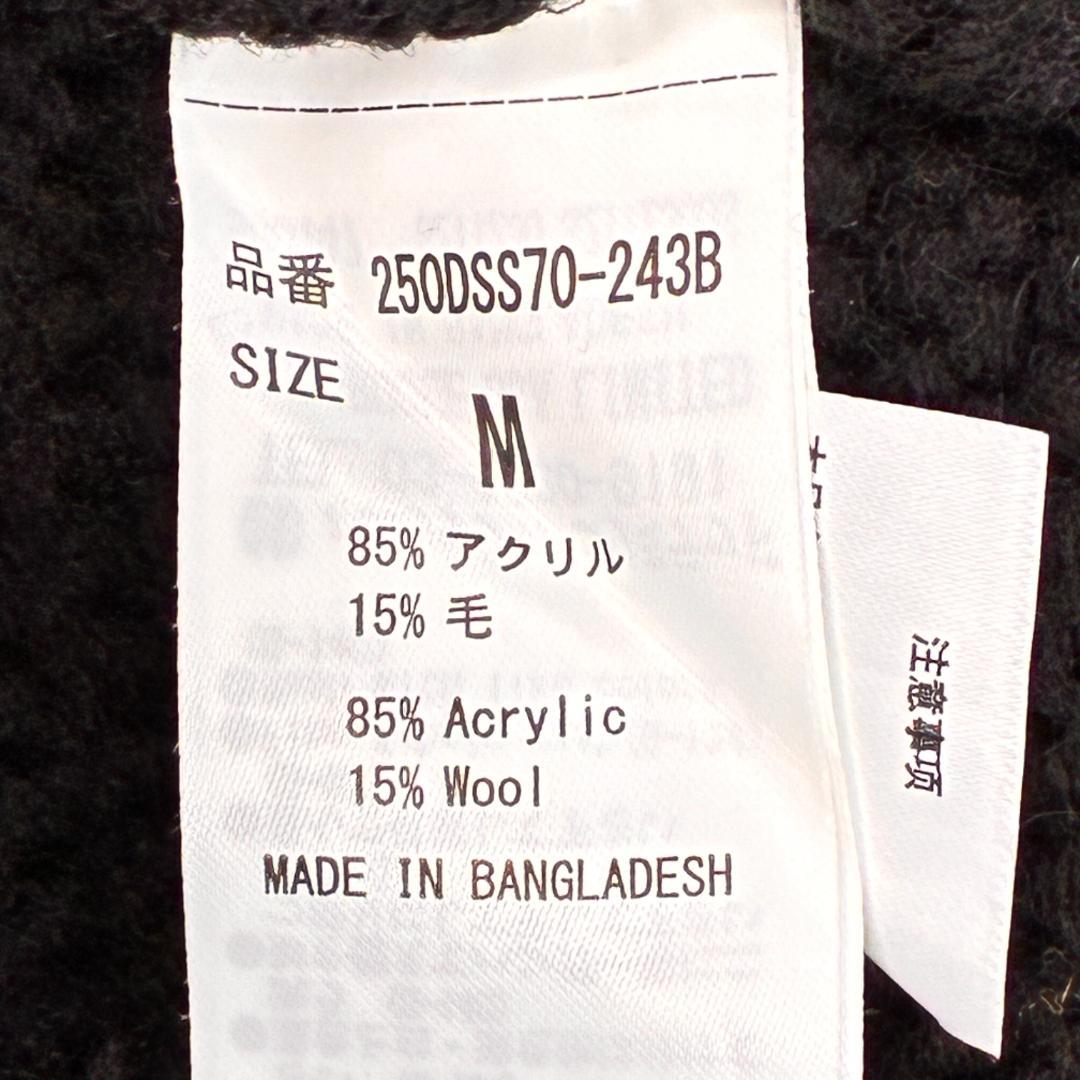 品番 250DSS70-243B
SIZE
M
85% アクリル
15% 毛
85% Acrylic
15% Wool
MADE IN BANGLADESH
注意事項